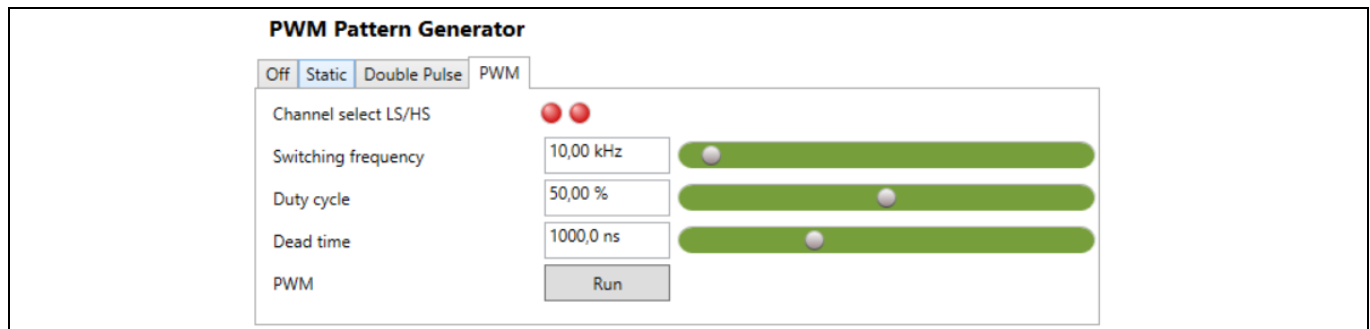 PWM Pattern Generator
Off Static Double Pulse PWM
Channel select LS/HS
Switching frequency 10,00 kHz
Duty cycle 50,00 %
Dead time 1000,0 ns
PWM Run